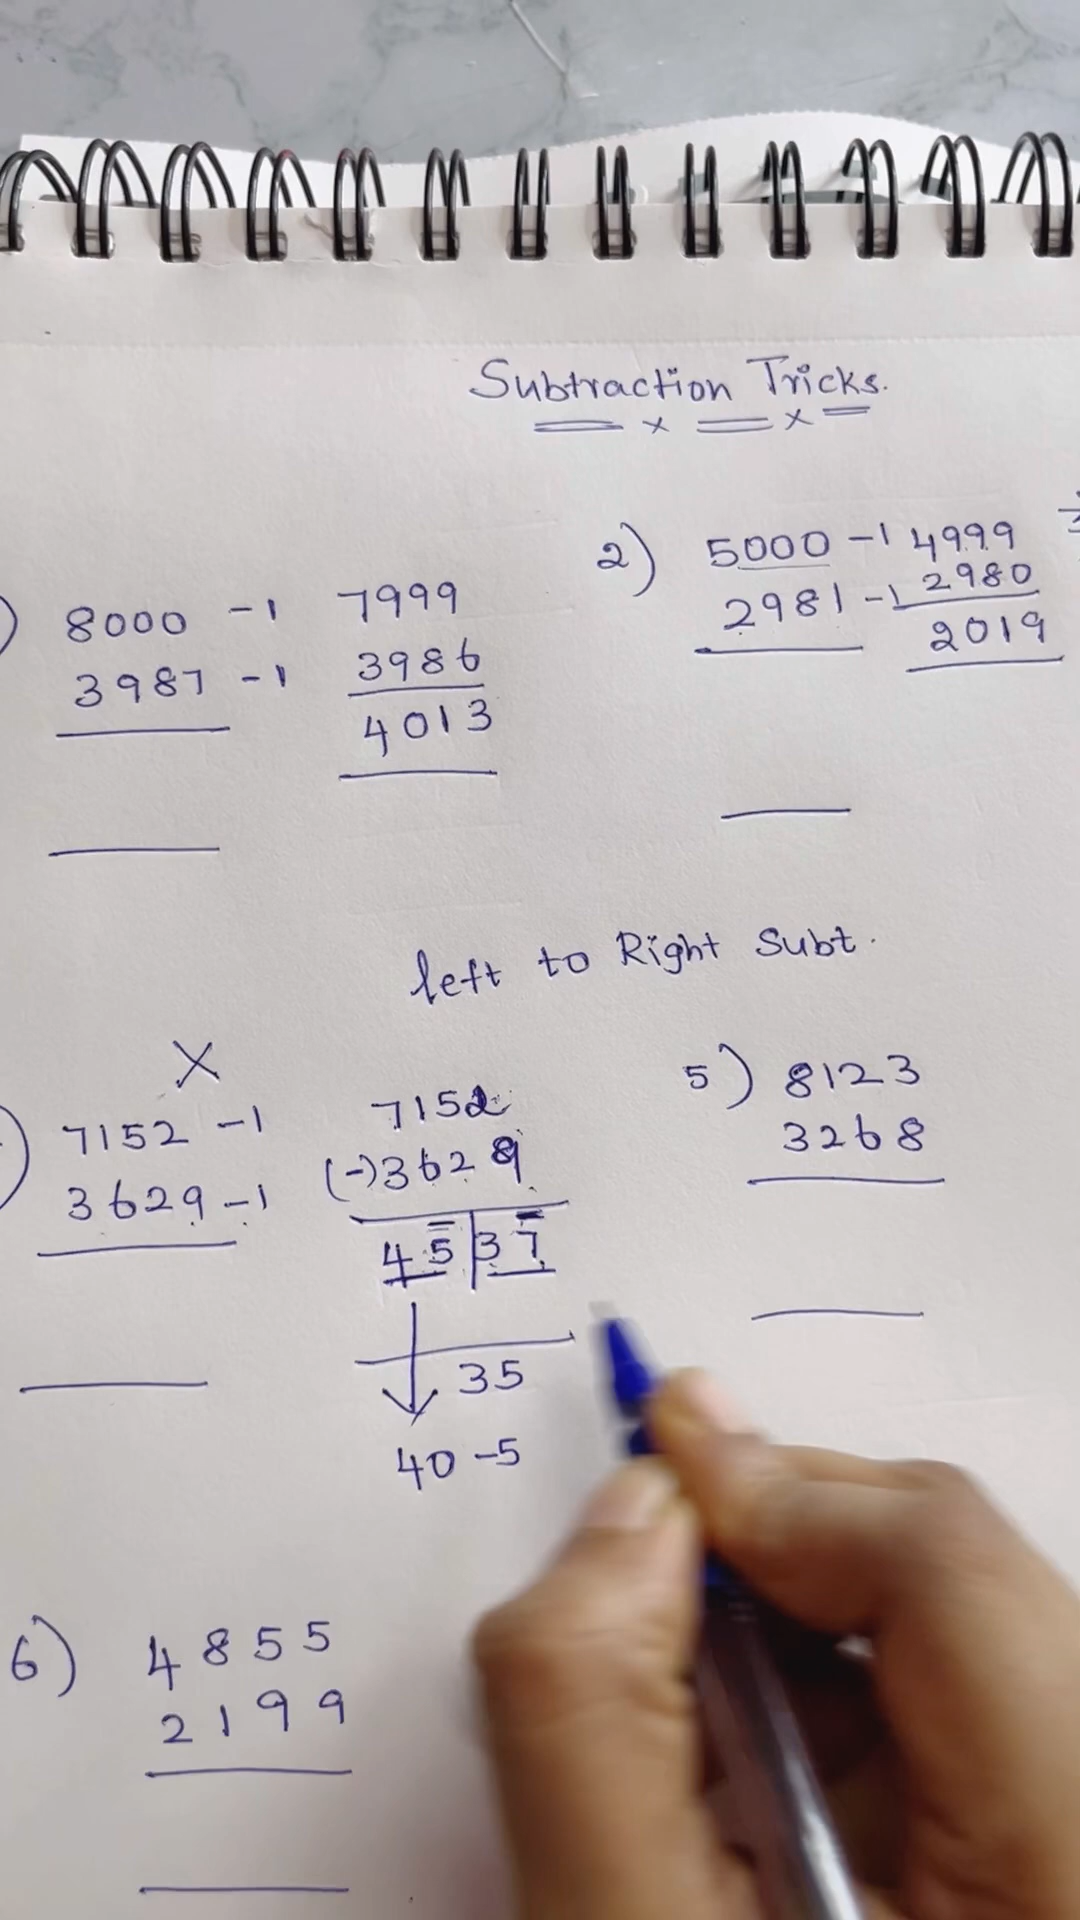 Subtraction Tricks.
) 8000 -1 7999
3987 -1 3986
4013
2) 5000 -1 4999
2981 -1 2980
2019
left to Right Subt.
X
) 7152 -1 7152
3629 -1 (-)3629
45̅ 37̅
35
40 -5
5) 8123
3268
6) 4855
2199